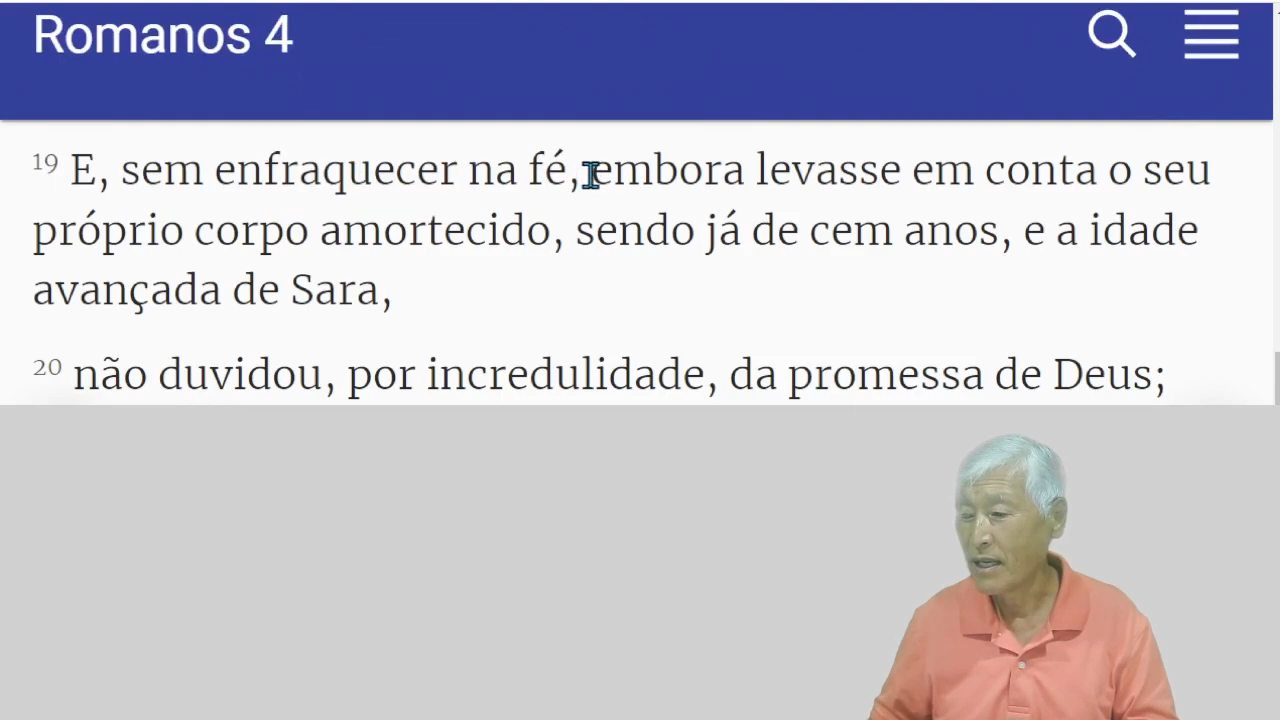 Romanos 4
19 E, sem enfraquecer na fé, embora levasse em conta o seu
próprio corpo amortecido, sendo já de cem anos, e a idade
avançada de Sara,
20 não duvidou, por incredulidade, da promessa de Deus;